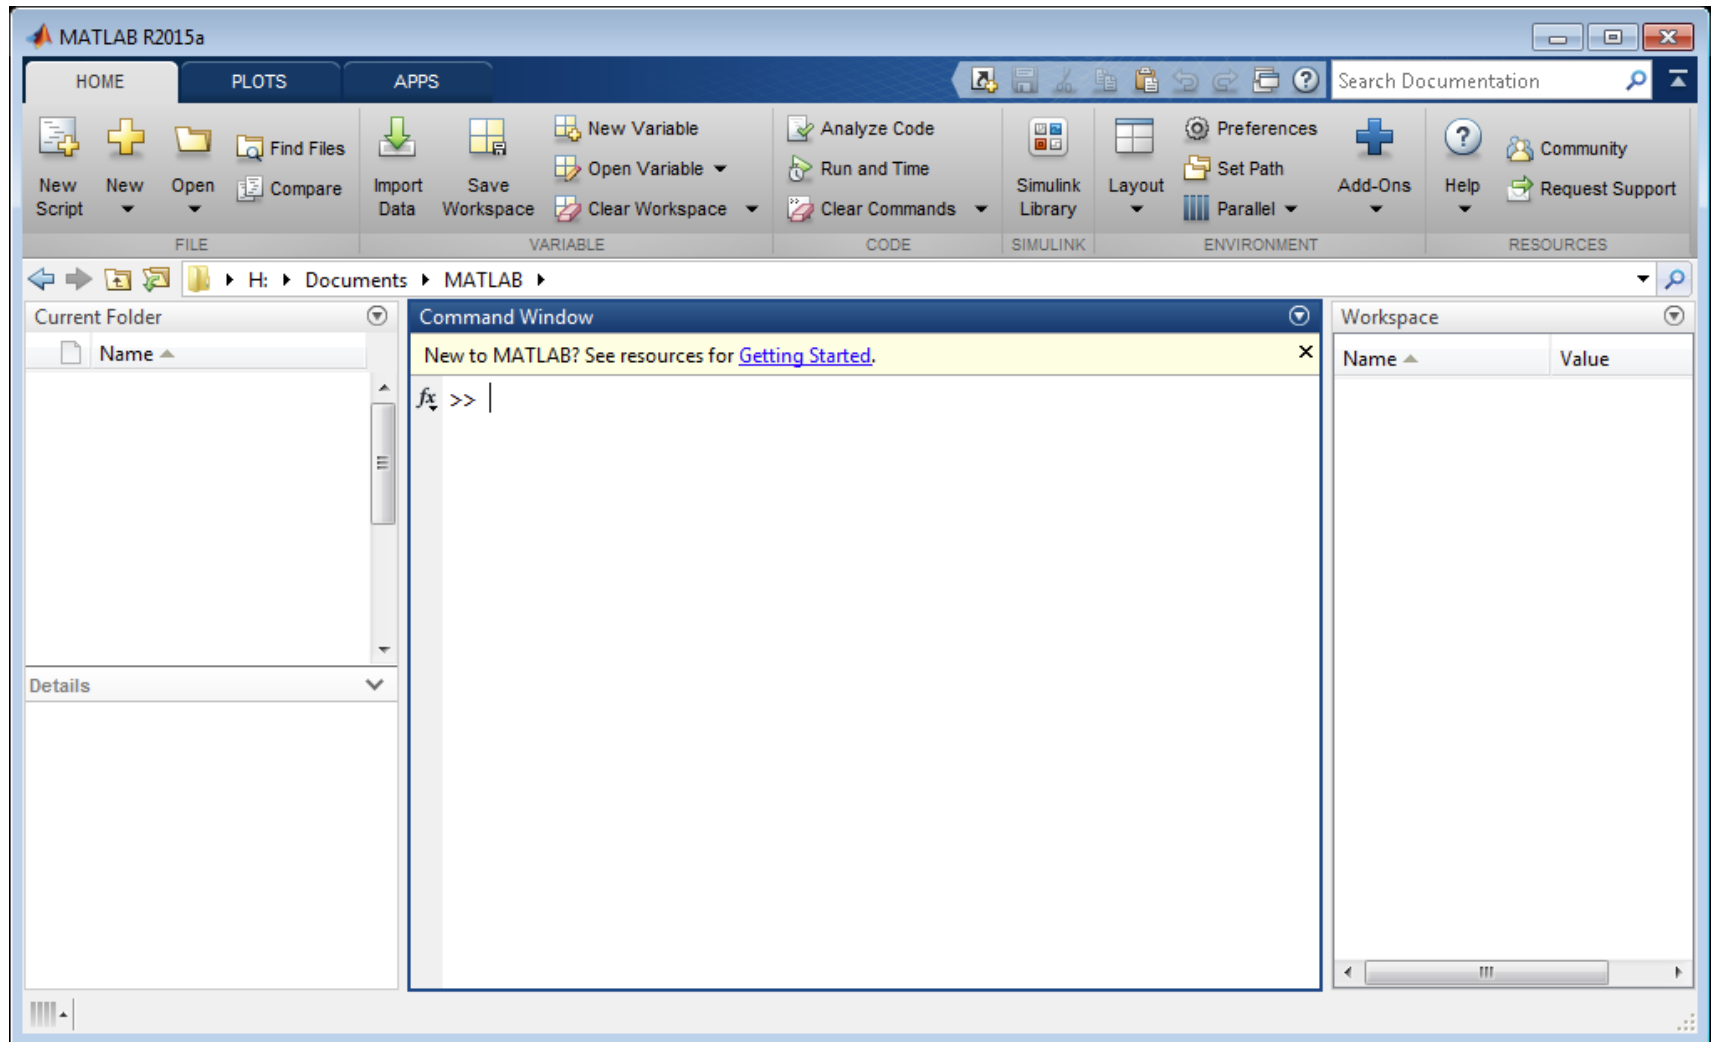 MATLAB R2015a
HOME PLOTS APPS
Search Documentation
New Script
New
Open
Find Files
Compare
FILE
Import Data
Save Workspace
New Variable
Open Variable
Clear Workspace
VARIABLE
Analyze Code
Run and Time
Clear Commands
CODE
Simulink Library
SIMULINK
Layout
Preferences
Set Path
Parallel
Add-Ons
ENVIRONMENT
Help
Community
Request Support
RESOURCES
H: Documents MATLAB
Current Folder
Name
Details
Command Window
New to MATLAB? See resources for Getting Started.
fx >>
Workspace
Name Value